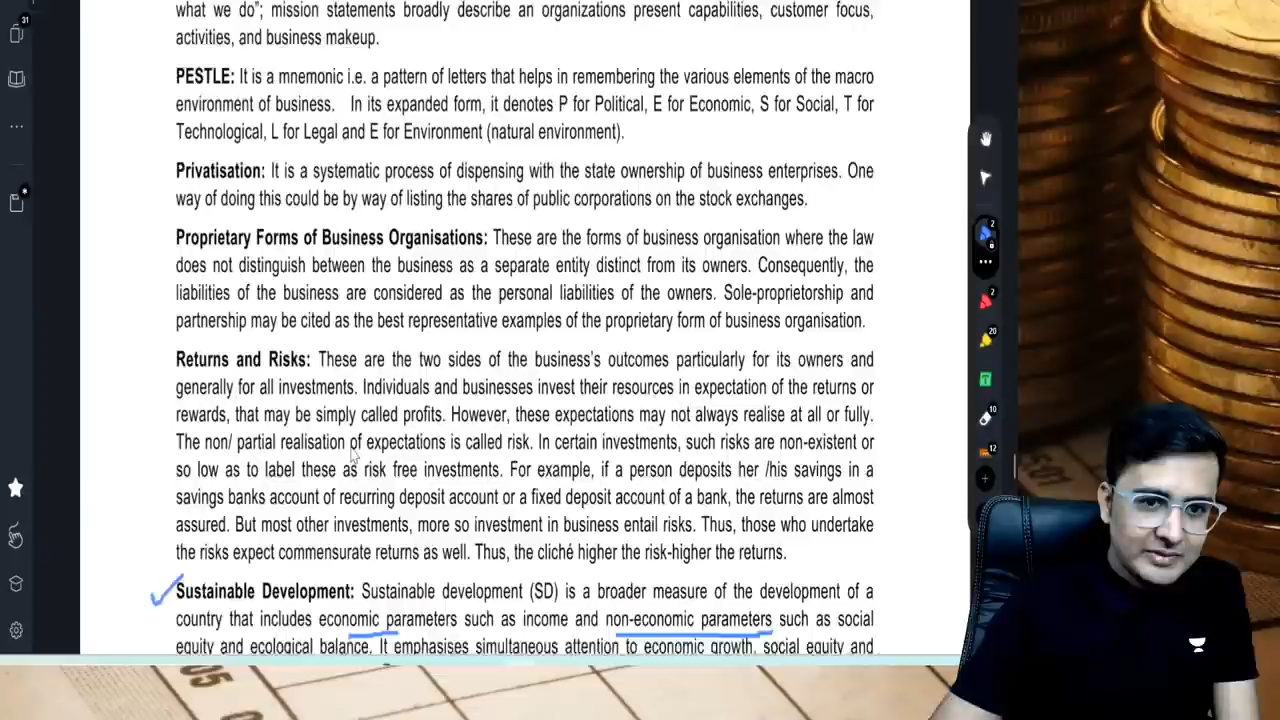 what we do”; mission statements broadly describe an organizations present capabilities, customer focus,
activities, and business makeup.
PESTLE: It is a mnemonic i.e. a pattern of letters that helps in remembering the various elements of the macro
environment of business. In its expanded form, it denotes P for Political, E for Economic, S for Social, T for
Technological, L for Legal and E for Environment (natural environment).
Privatisation: It is a systematic process of dispensing with the state ownership of business enterprises. One
way of doing this could be by way of listing the shares of public corporations on the stock exchanges.
Proprietary Forms of Business Organisations: These are the forms of business organisation where the law
does not distinguish between the business as a separate entity distinct from its owners. Consequently, the
liabilities of the business are considered as the personal liabilities of the owners. Sole-proprietorship and
partnership may be cited as the best representative examples of the proprietary form of business organisation.
Returns and Risks: These are the two sides of the business’s outcomes particularly for its owners and
generally for all investments. Individuals and businesses invest their resources in expectation of the returns or
rewards, that may be simply called profits. However, these expectations may not always realise at all or fully.
The non/ partial realisation of expectations is called risk. In certain investments, such risks are non-existent or
so low as to label these as risk free investments. For example, if a person deposits her /his savings in a
savings banks account of recurring deposit account or a fixed deposit account of a bank, the returns are almost
assured. But most other investments, more so investment in business entail risks. Thus, those who undertake
the risks expect commensurate returns as well. Thus, the cliché higher the risk-higher the returns.
Sustainable Development: Sustainable development (SD) is a broader measure of the development of a
country that includes economic parameters such as income and non-economic parameters such as social
equity and ecological balance. It emphasises simultaneous attention to economic growth, social equity and
31
2
2
20
T
10
12
05